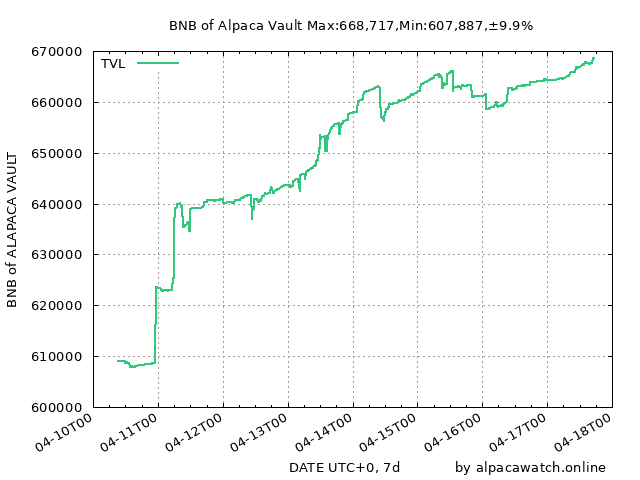 BNB of Alpaca Vault Max:668,717,Min:607,887,±9.9%
670000
TVL
660000
650000
640000
630000
620000
610000
600000
BNB of ALAPACA VAULT
04-10T00
04-11T00
04-12T00
04-13T00
04-14T00
04-15T00
04-16T00
04-17T00
04-18T00
DATE UTC+0, 7d
by alpacawatch.online